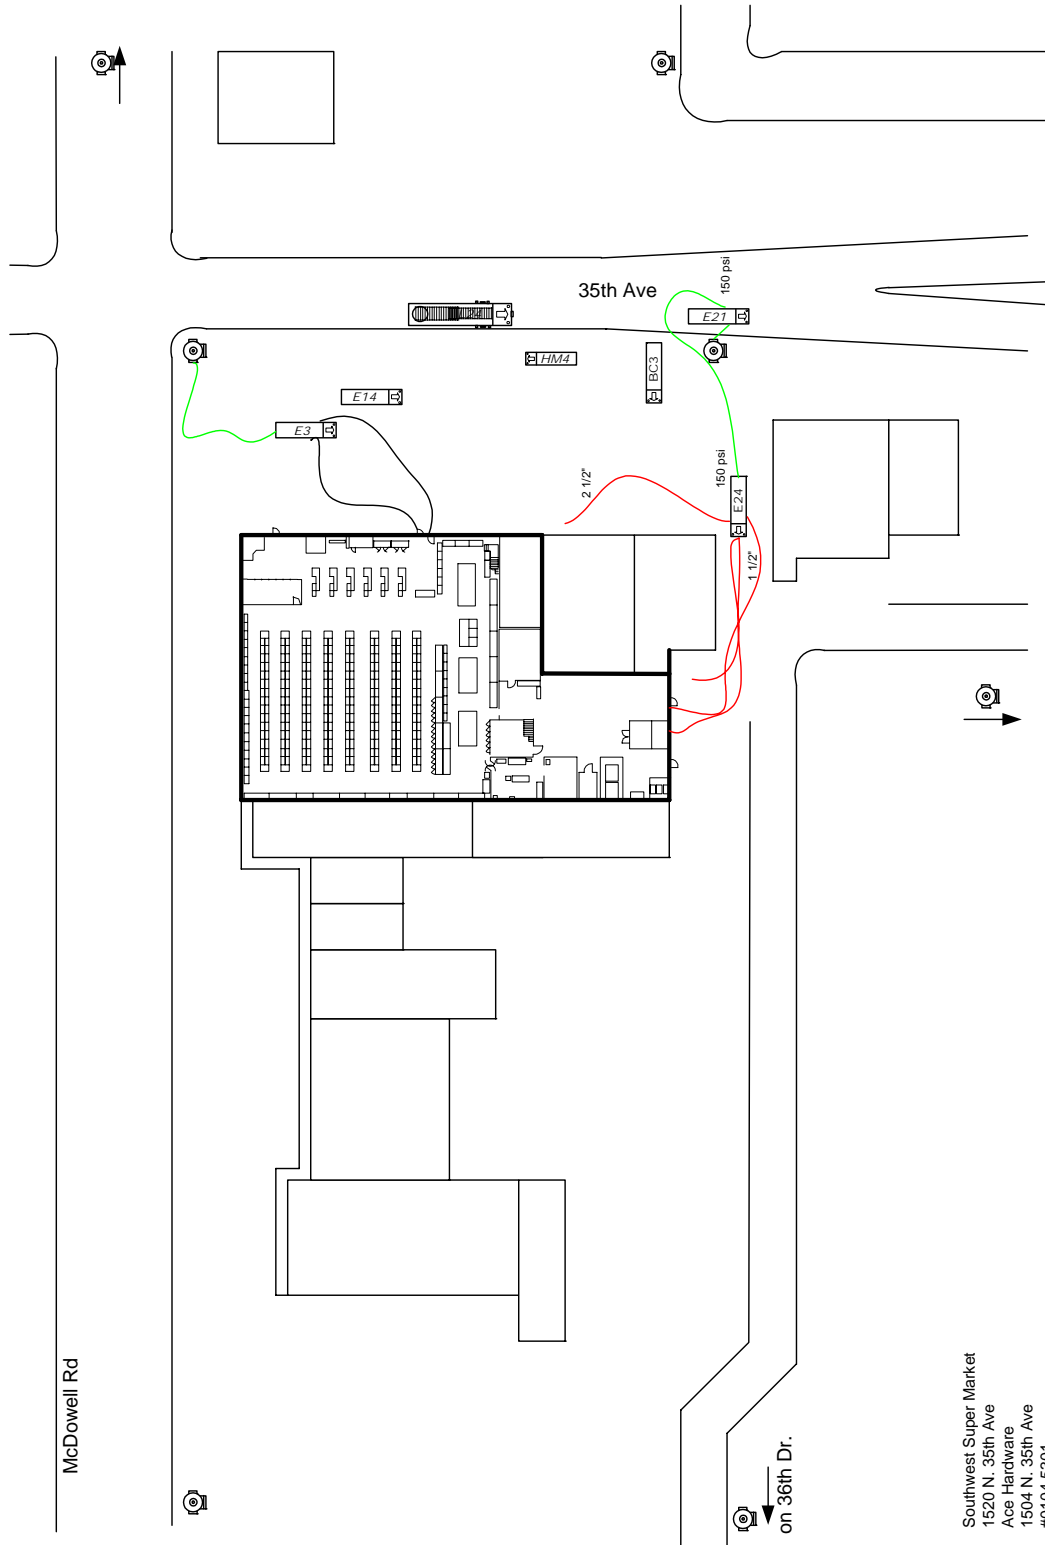 35th Ave
150 psi
E21
HM4
BC3
E14
E3
2 1/2"
150 psi
E24
1 1/2"
McDowell Rd
on 36th Dr.
Southwest Super Market
1520 N. 35th Ave
Ace Hardware
1504 N. 35th Ave